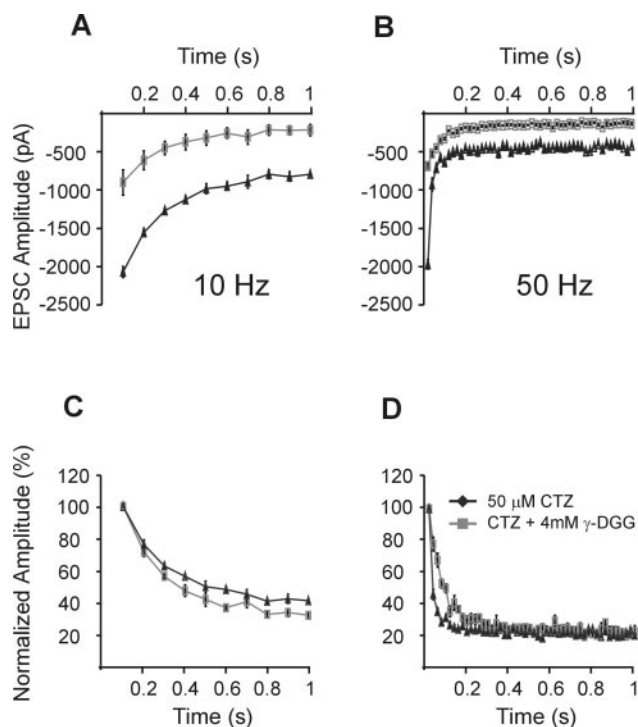 A
B
Time (s)
Time (s)
0.2 0.4 0.6 0.8 1
0.2 0.4 0.6 0.8 1
EPSC Amplitude (pA)
-500
-1000
-1500
-2000
-2500
10 Hz
-500
-1000
-1500
-2000
-2500
50 Hz
C
D
Normalized Amplitude (%)
120
100
80
60
40
20
0.2 0.4 0.6 0.8 1
Time (s)
120
100
80
60
40
20
50 μM CTZ
CTZ + 4mM γ-DGG
0.2 0.4 0.6 0.8 1
Time (s)